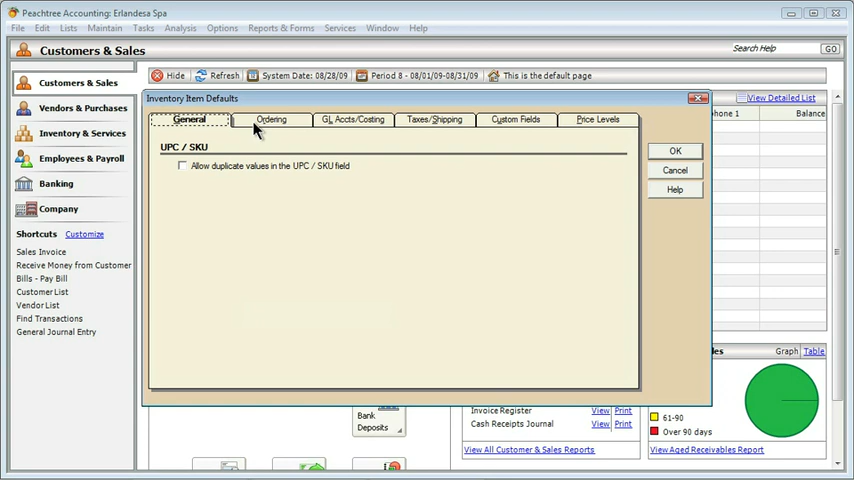 Peachtree Accounting: Erlandesa Spa
File Edit Lists Maintain Tasks Analysis Options Reports & Forms Services Window Help
Customers & Sales
Search Help GO
Customers & Sales
Vendors & Purchases
Inventory & Services
Employees & Payroll
Banking
Company
Shortcuts Customize
Sales Invoice
Receive Money from Customer
Bills - Pay Bill
Customer List
Vendor List
Find Transactions
General Journal Entry
Hide Refresh System Date: 08/28/09 Period 8 - 08/01/09-08/31/09 This is the default page
View Detailed List
phone 1 Balance
Inventory Item Defaults
General Ordering GL Accts/Costing Taxes/Shipping Custom Fields Price Levels
UPC / SKU
Allow duplicate values in the UPC / SKU field
OK
Cancel
Help
Bank
Deposits
Invoice Register View Print
Cash Receipts Journal View Print
View All Customer & Sales Reports
Graph Table
61-90
Over 90 days
View Aged Receivables Report